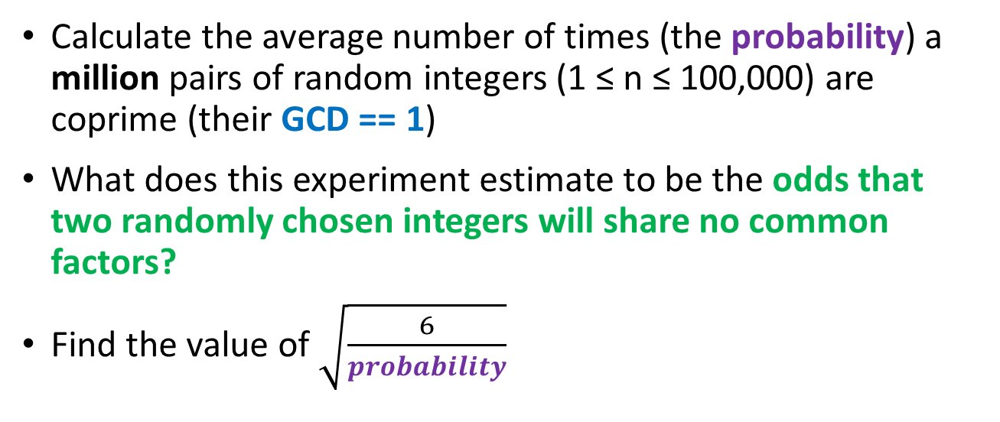 • Calculate the average number of times (the probability) a
million pairs of random integers (1 ≤ n ≤ 100,000) are
coprime (their GCD == 1)
• What does this experiment estimate to be the odds that
two randomly chosen integers will share no common
factors?
• Find the value of √(6/probability)